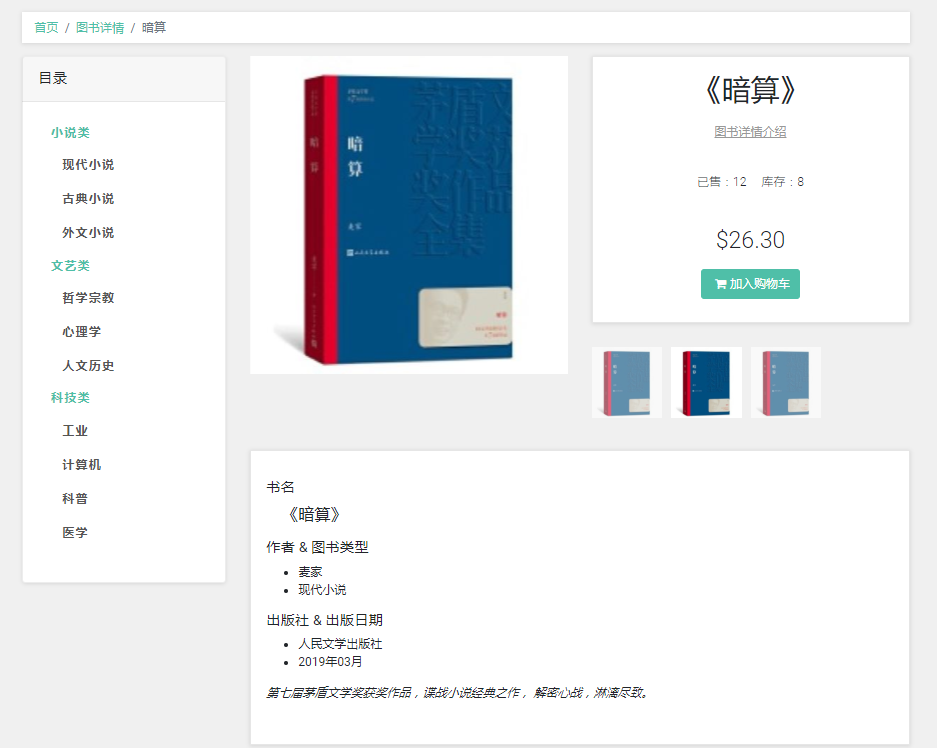 首页 / 图书详情 / 暗算
目录
小说类
现代小说
古典小说
外文小说
文艺类
哲学宗教
心理学
人文历史
科技类
工业
计算机
科普
医学
暗算
麦家
人民文学出版社
茅盾文学奖获奖作品全集
《暗算》
图书详情介绍
已售：12 库存：8
$26.30
加入购物车
书名
《暗算》
作者 & 图书类型
麦家
现代小说
出版社 & 出版日期
人民文学出版社
2019年03月
第七届茅盾文学奖获奖作品，谍战小说经典之作， 解密心战，淋漓尽致。